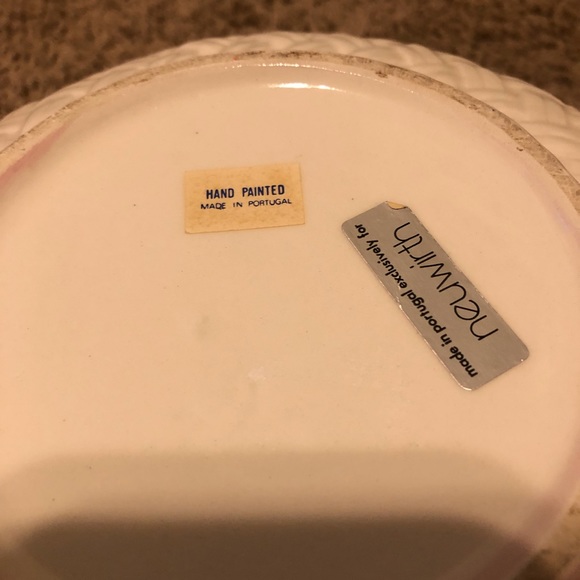 HAND PAINTED
MADE IN PORTUGAL
made in portugal exclusively for
neuwirth